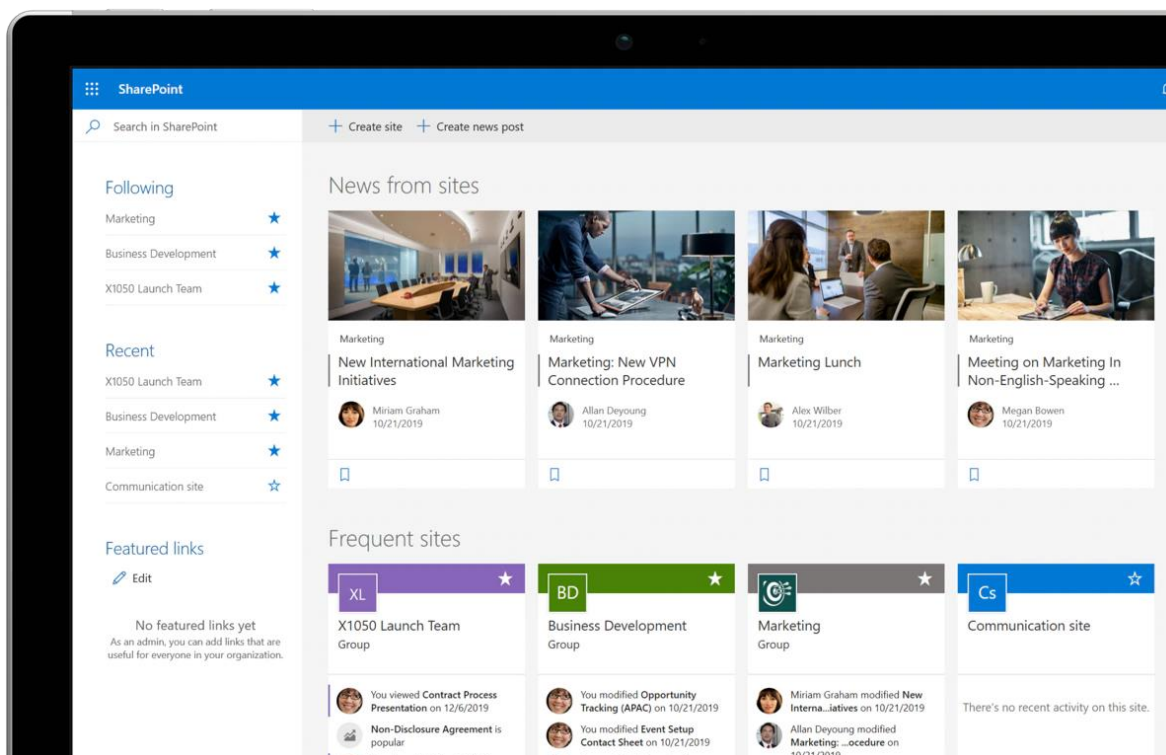 SharePoint
Search in SharePoint
Create site
Create news post
Following
Marketing
Business Development
X1050 Launch Team
Recent
X1050 Launch Team
Business Development
Marketing
Communication site
Featured links
Edit
No featured links yet
As an admin, you can add links that are
useful for everyone in your organization.
News from sites
Marketing
New International Marketing
Initiatives
Miriam Graham
10/21/2019
Marketing
Marketing: New VPN
Connection Procedure
Allan Deyoung
10/21/2019
Marketing
Marketing Lunch
Alex Wilber
10/21/2019
Marketing
Meeting on Marketing In
Non-English-Speaking ...
Megan Bowen
10/21/2019
Frequent sites
XL
X1050 Launch Team
Group
You viewed Contract Process
Presentation on 12/6/2019
Non-Disclosure Agreement is
popular
BD
Business Development
Group
You modified Opportunity
Tracking (APAC) on 10/21/2019
You modified Event Setup
Contact Sheet on 10/21/2019
Marketing
Group
Miriam Graham modified New
Interna...iatives on 10/21/2019
Allan Deyoung modified
Marketing: ...ocedure on
10/21/2019
Cs
Communication site
There's no recent activity on this site.